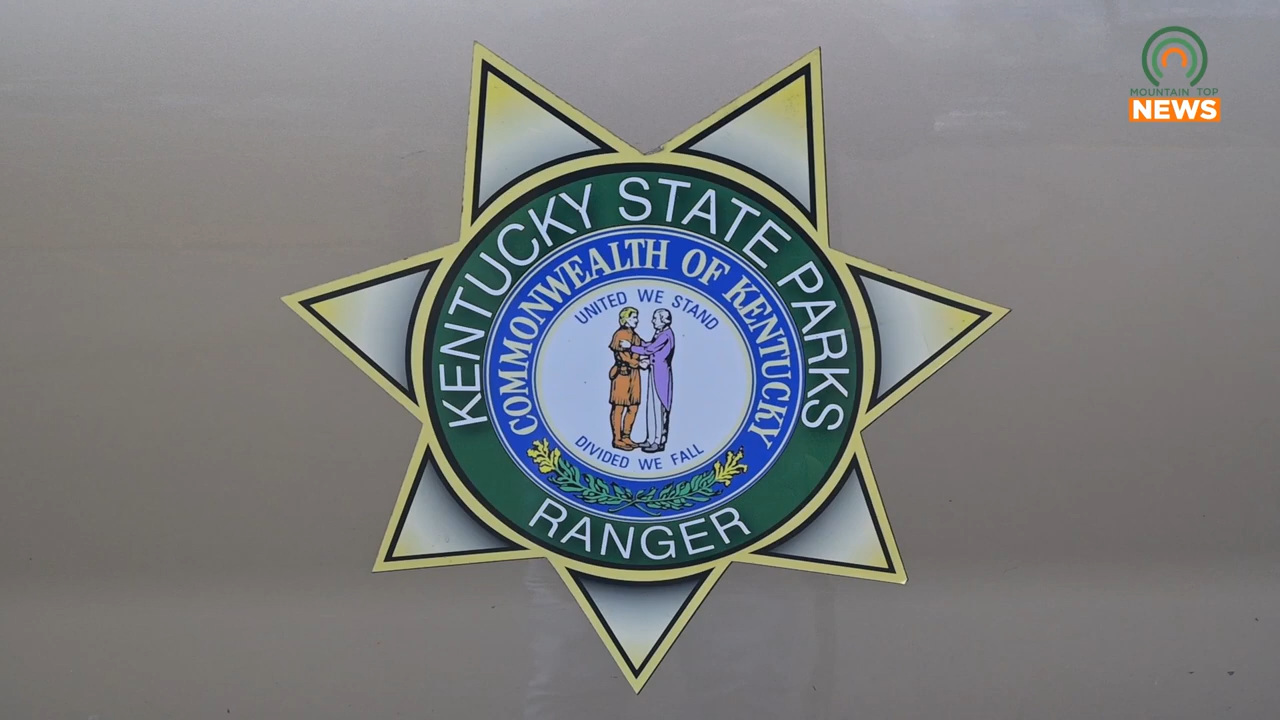 MOUNTAIN TOP
NEWS
KENTUCKY STATE PARKS
COMMONWEALTH OF KENTUCKY
UNITED WE STAND
DIVIDED WE FALL
RANGER